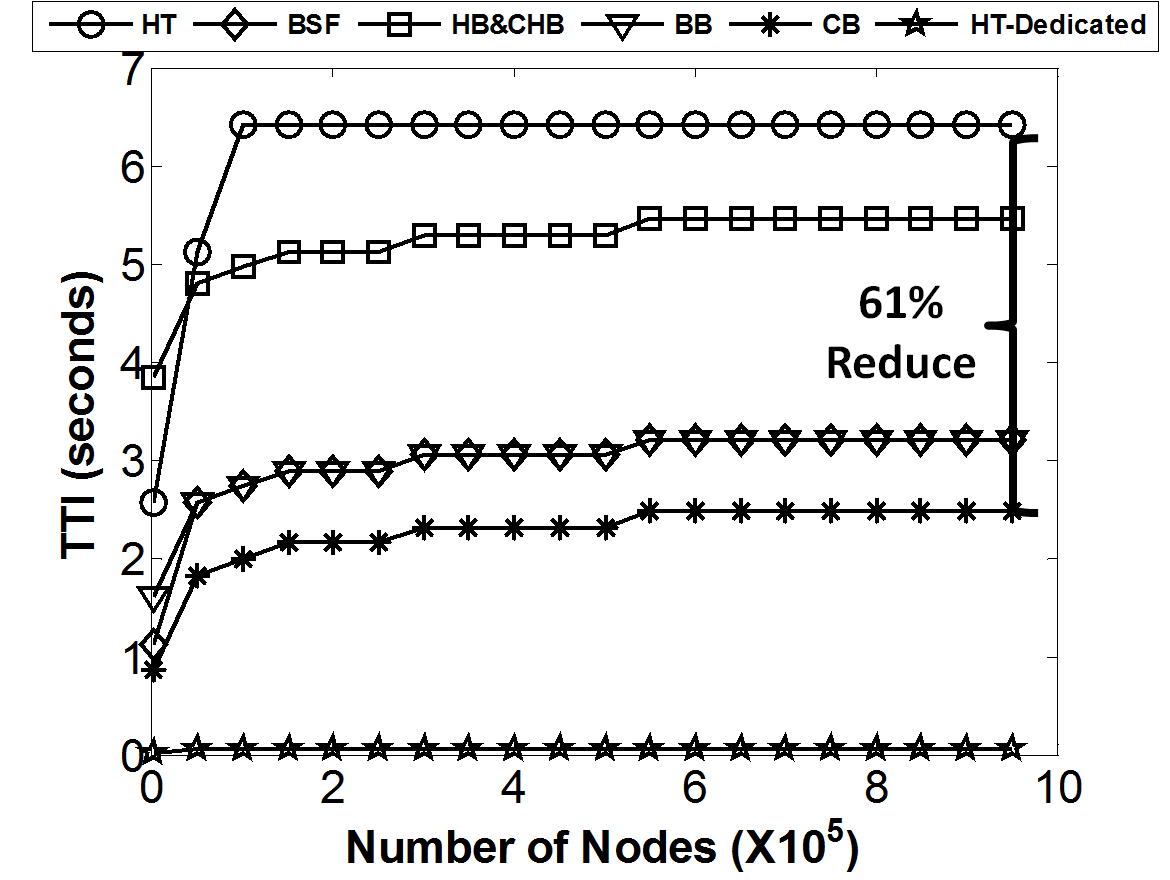 HT BSF HB&CHB BB CB HT-Dedicated
7
6
5
4
3
2
1
0
TTI (seconds)
61%
Reduce
0 2 4 6 8 10
Number of Nodes (X10⁵)